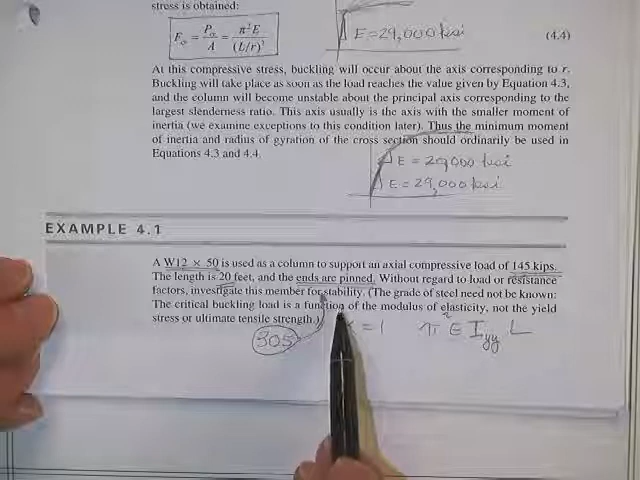 stress is obtained:
F_cr = P_cr / A = π²E / (L/r)²
E = 29,000 ksi
(4.4)
At this compressive stress, buckling will occur about the axis corresponding to r.
Buckling will take place as soon as the load reaches the value given by Equation 4.3,
and the column will become unstable about the principal axis corresponding to the
largest slenderness ratio. This axis usually is the axis with the smaller moment of
inertia (we examine exceptions to this condition later). Thus the minimum moment
of inertia and radius of gyration of the cross section should ordinarily be used in
Equations 4.3 and 4.4.
E = 29,000 ksi
E = 29,000 ksi
EXAMPLE 4.1
A W12 × 50 is used as a column to support an axial compressive load of 145 kips.
The length is 20 feet, and the ends are pinned. Without regard to load or resistance
factors, investigate this member for stability. (The grade of steel need not be known:
The critical buckling load is a function of the modulus of elasticity, not the yield
stress or ultimate tensile strength.)
305 = 1 π² E Iyy L